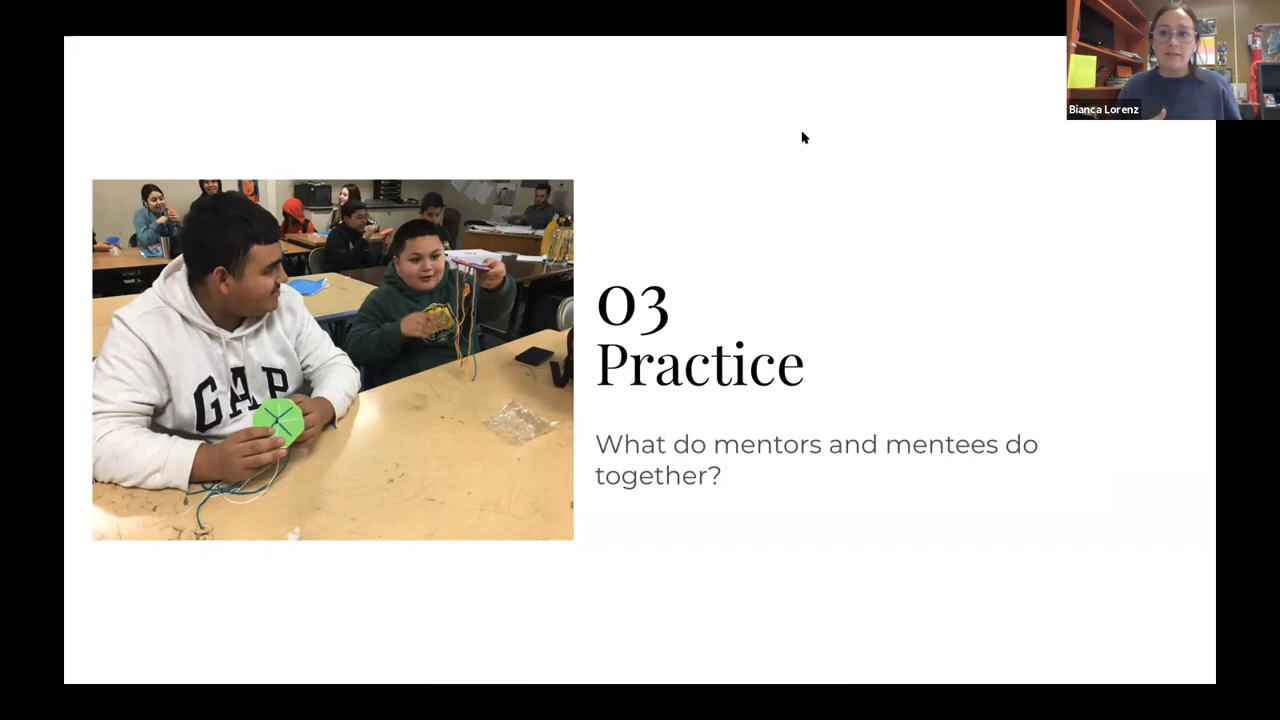 Bianca Lorenz
GAP
03
Practice
What do mentors and mentees do
together?